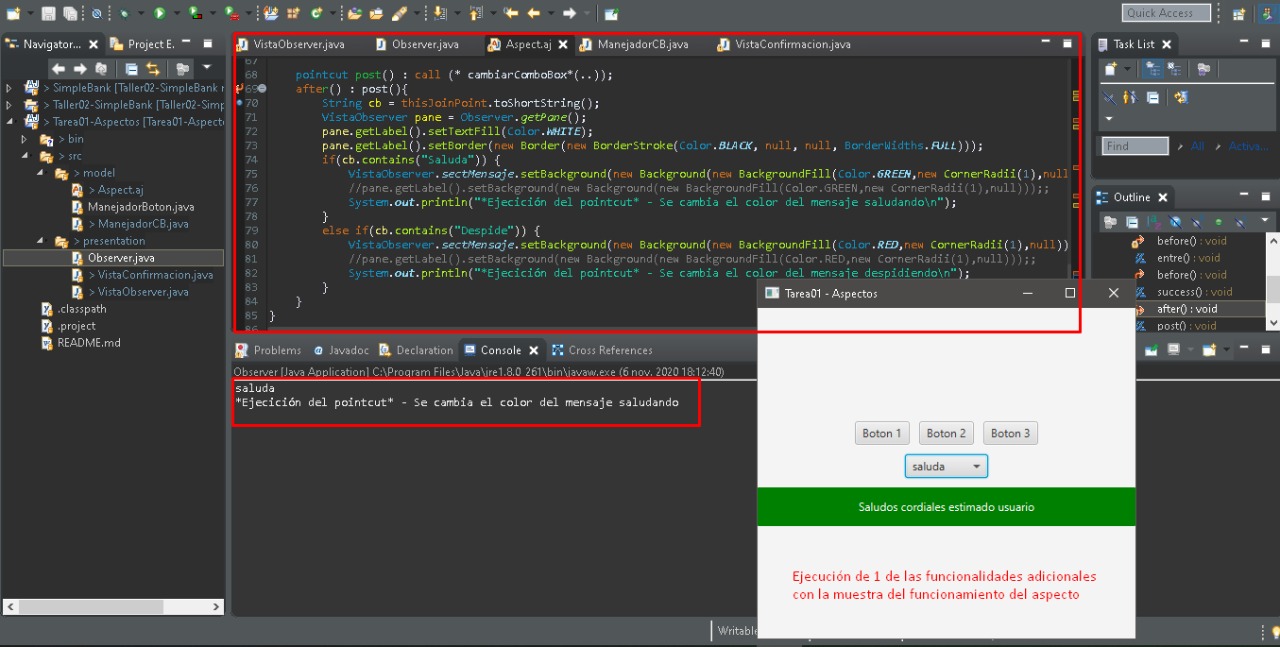 Quick Access
Navigator...
Project E.
> SimpleBank [Taller02-SimpleBank r
> Taller02-SimpleBank [Taller02-Simp
> Tarea01-Aspectos [Tarea01-Aspecto
> bin
> src
> model
> Aspect.aj
ManejadorBoton.java
> ManejadorCB.java
> presentation
Observer.java
> VistaConfirmacion.java
> VistaObserver.java
.classpath
.project
README.md
VistaObserver.java
Observer.java
Aspect.aj
ManejadorCB.java
VistaConfirmacion.java
67
68 pointcut post() : call (* cambiarComboBox*(..));
69 after() : post(){
70 String cb = thisJoinPoint.toShortString();
71 VistaObserver pane = Observer.getPane();
72 pane.getLabel().setTextFill(Color.WHITE);
73 pane.getLabel().setBorder(new Border(new BorderStroke(Color.BLACK, null, null, BorderWidths.FULL)));
74 if(cb.contains("Saluda")) {
75 VistaObserver.sectMensaje.setBackground(new Background(new BackgroundFill(Color.GREEN,new CornerRadii(1),null
76 //pane.getLabel().setBackground(new Background(new BackgroundFill(Color.GREEN,new CornerRadii(1),null)));;
77 System.out.println("*Ejecición del pointcut* - Se cambia el color del mensaje saludando\n");
78 }
79 else if(cb.contains("Despide")) {
80 VistaObserver.sectMensaje.setBackground(new Background(new BackgroundFill(Color.RED,new CornerRadii(1),null))
81 //pane.getLabel().setBackground(new Background(new BackgroundFill(Color.RED,new CornerRadii(1),null)));;
82 System.out.println("*Ejecición del pointcut* - Se cambia el color del mensaje despidiendo\n");
83 }
84 }
85 }
86
Task List
Find
All
Activa...
Outline
before() : void
entre() : void
before() : void
success() : void
after() : void
post() : void
Problems
Javadoc
Declaration
Console
Cross References
Observer [Java Application] C:\Program Files\Java\jre1.8.0_261\bin\javaw.exe (6 nov. 2020 18:12:40)
saluda
*Ejecición del pointcut* - Se cambia el color del mensaje saludando
Tarea01 - Aspectos
Boton 1
Boton 2
Boton 3
saluda
Saludos cordiales estimado usuario
Ejecución de 1 de las funcionalidades adicionales
con la muestra del funcionamiento del aspecto
Writable